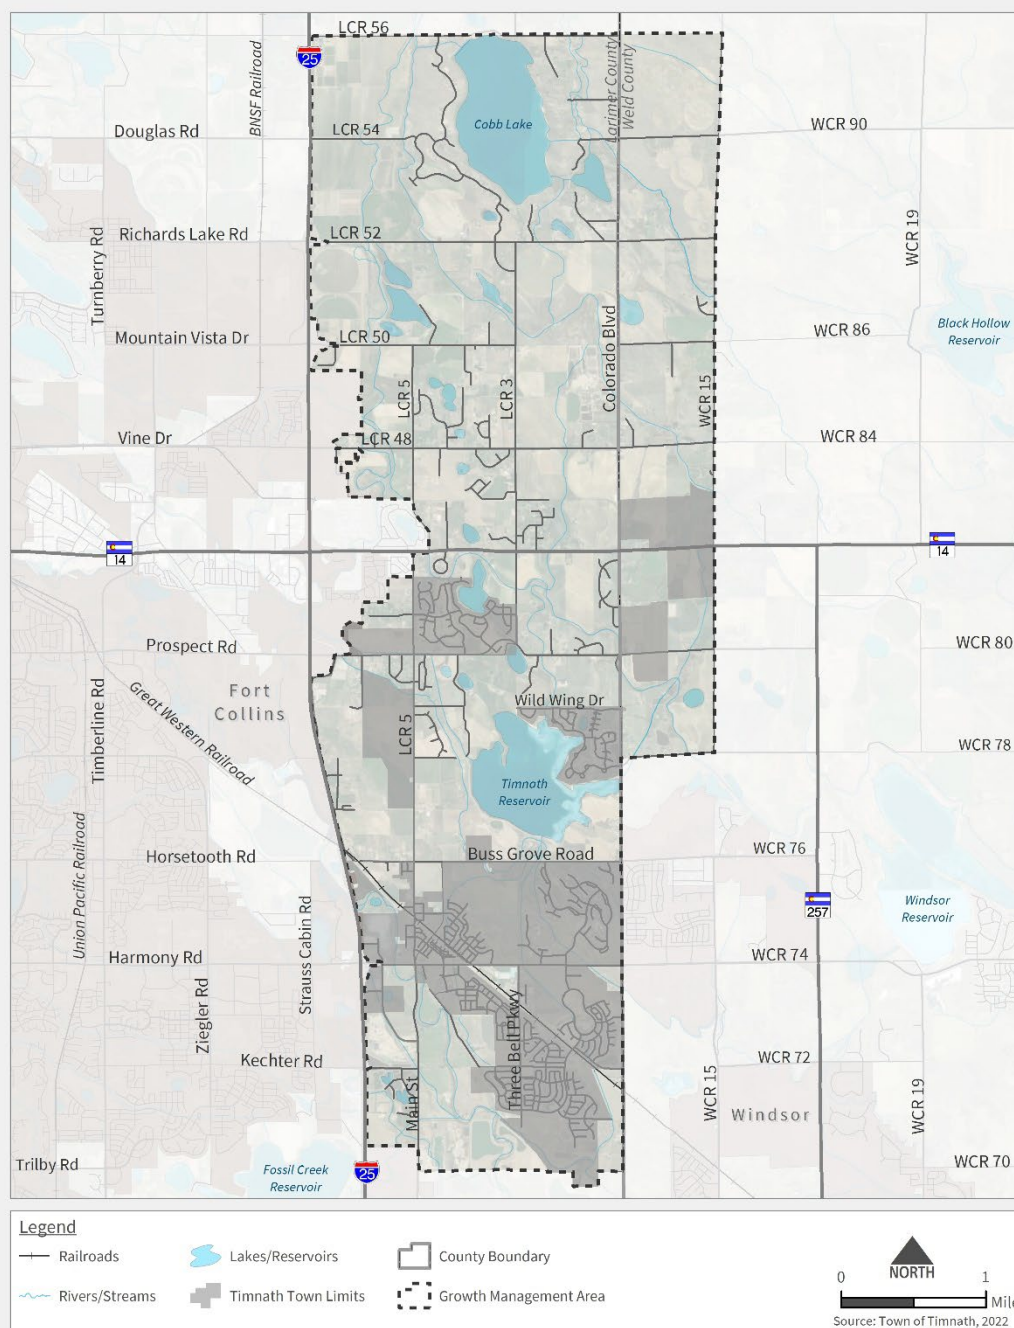 LCR 56
25
BNSF Railroad
Larimer County
Weld County
Cobb Lake
Douglas Rd
LCR 54
WCR 90
Turnberry Rd
Richards Lake Rd
LCR 52
WCR 19
Mountain Vista Dr
LCR 50
Colorado Blvd
WCR 86
Black Hollow
Reservoir
LCR 5
LCR 3
WCR 15
Vine Dr
LCR 48
WCR 84
14
14
Prospect Rd
WCR 80
Timberline Rd
Great Western Railroad
Fort
Collins
LCR 5
Wild Wing Dr
WCR 78
Timnath
Reservoir
Union Pacific Railroad
Horsetooth Rd
Buss Grove Road
WCR 76
257
Windsor
Reservoir
Strauss Cabin Rd
Harmony Rd
WCR 74
Ziegler Rd
Three Bell Pkwy
Kechter Rd
WCR 72
Main St
WCR 15
Windsor
WCR 19
Trilby Rd
Fossil Creek
Reservoir
25
WCR 70
Legend
Railroads
Lakes/Reservoirs
County Boundary
Rivers/Streams
Timnath Town Limits
Growth Management Area
NORTH
0 1
Mile
Source: Town of Timnath, 2022